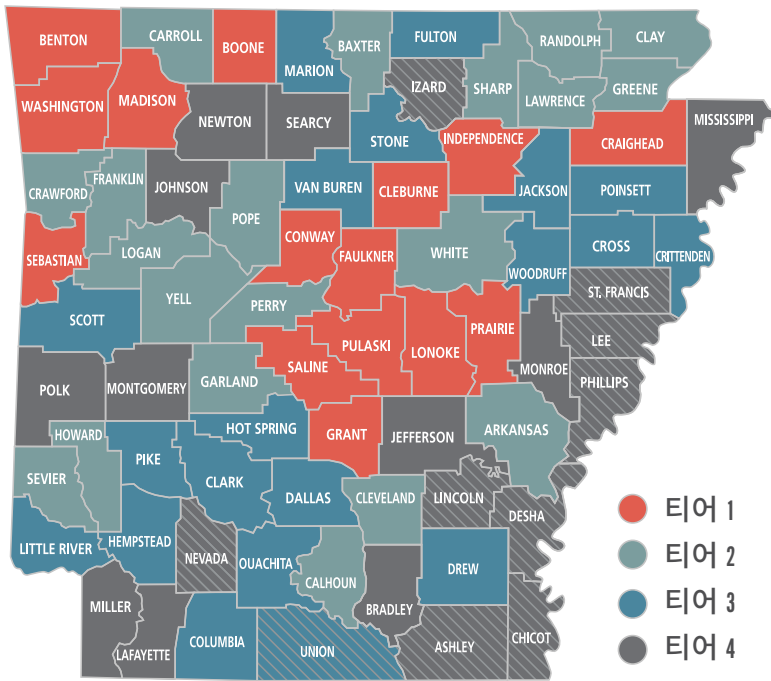 BENTON
CARROLL
BOONE
MARION
BAXTER
FULTON
IZARD
SHARP
RANDOLPH
CLAY
GREENE
LAWRENCE
WASHINGTON
MADISON
NEWTON
SEARCY
STONE
INDEPENDENCE
CRAIGHEAD
MISSISSIPPI
CRAWFORD
FRANKLIN
JOHNSON
POPE
VAN BUREN
CLEBURNE
JACKSON
POINSETT
SEBASTIAN
LOGAN
CONWAY
FAULKNER
WHITE
WOODRUFF
CROSS
CRITTENDEN
SCOTT
YELL
PERRY
ST. FRANCIS
POLK
MONTGOMERY
GARLAND
SALINE
PULASKI
LONOKE
PRAIRIE
MONROE
LEE
PHILLIPS
HOWARD
PIKE
HOT SPRING
GRANT
JEFFERSON
ARKANSAS
SEVIER
CLARK
DALLAS
CLEVELAND
LINCOLN
DESHA
LITTLE RIVER
HEMPSTEAD
NEVADA
OUACHITA
CALHOUN
BRADLEY
DREW
MILLER
LAFAYETTE
COLUMBIA
UNION
ASHLEY
CHICOT
티어 1
티어 2
티어 3
티어 4